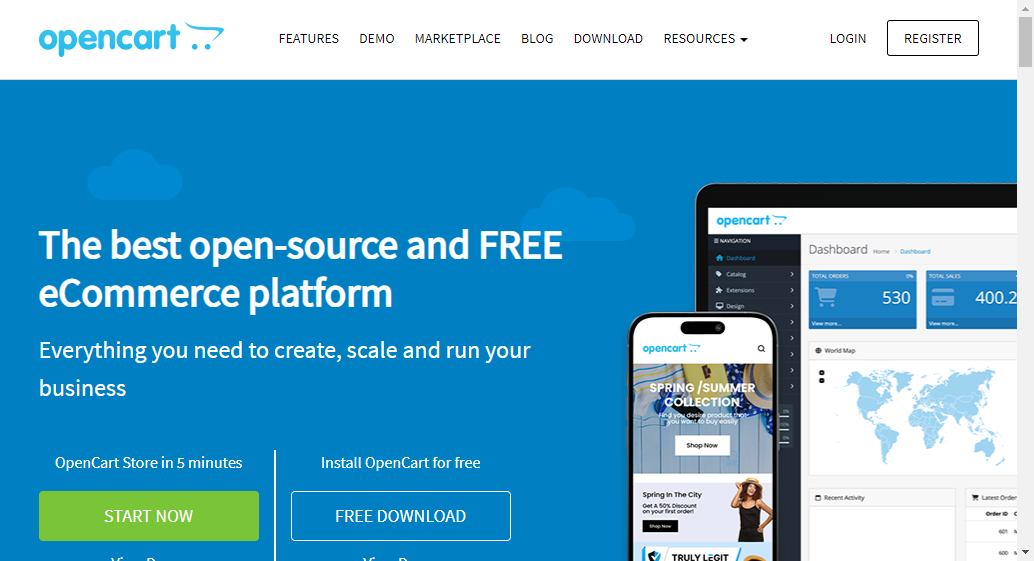 opencart
FEATURES DEMO MARKETPLACE BLOG DOWNLOAD RESOURCES
LOGIN REGISTER
The best open-source and FREE
eCommerce platform
Everything you need to create, scale and run your
business
OpenCart Store in 5 minutes
START NOW
Install OpenCart for free
FREE DOWNLOAD
opencart
NAVIGATION
Dashboard
Catalog
Extensions
Design
Dashboard Home > Dashboard
TOTAL ORDERS 0%
530
View more...
TOTAL SALES
400.2
View more...
World Map
Recent Activity
Latest Order
Order ID
601
600
opencart
SPRING /SUMMER
COLLECTION
Find you desire product that
you want to buy easily
Shop Now
Spring In The City
Get A 50% Discount
on your first order!
Shop Now
TRULY LEGIT